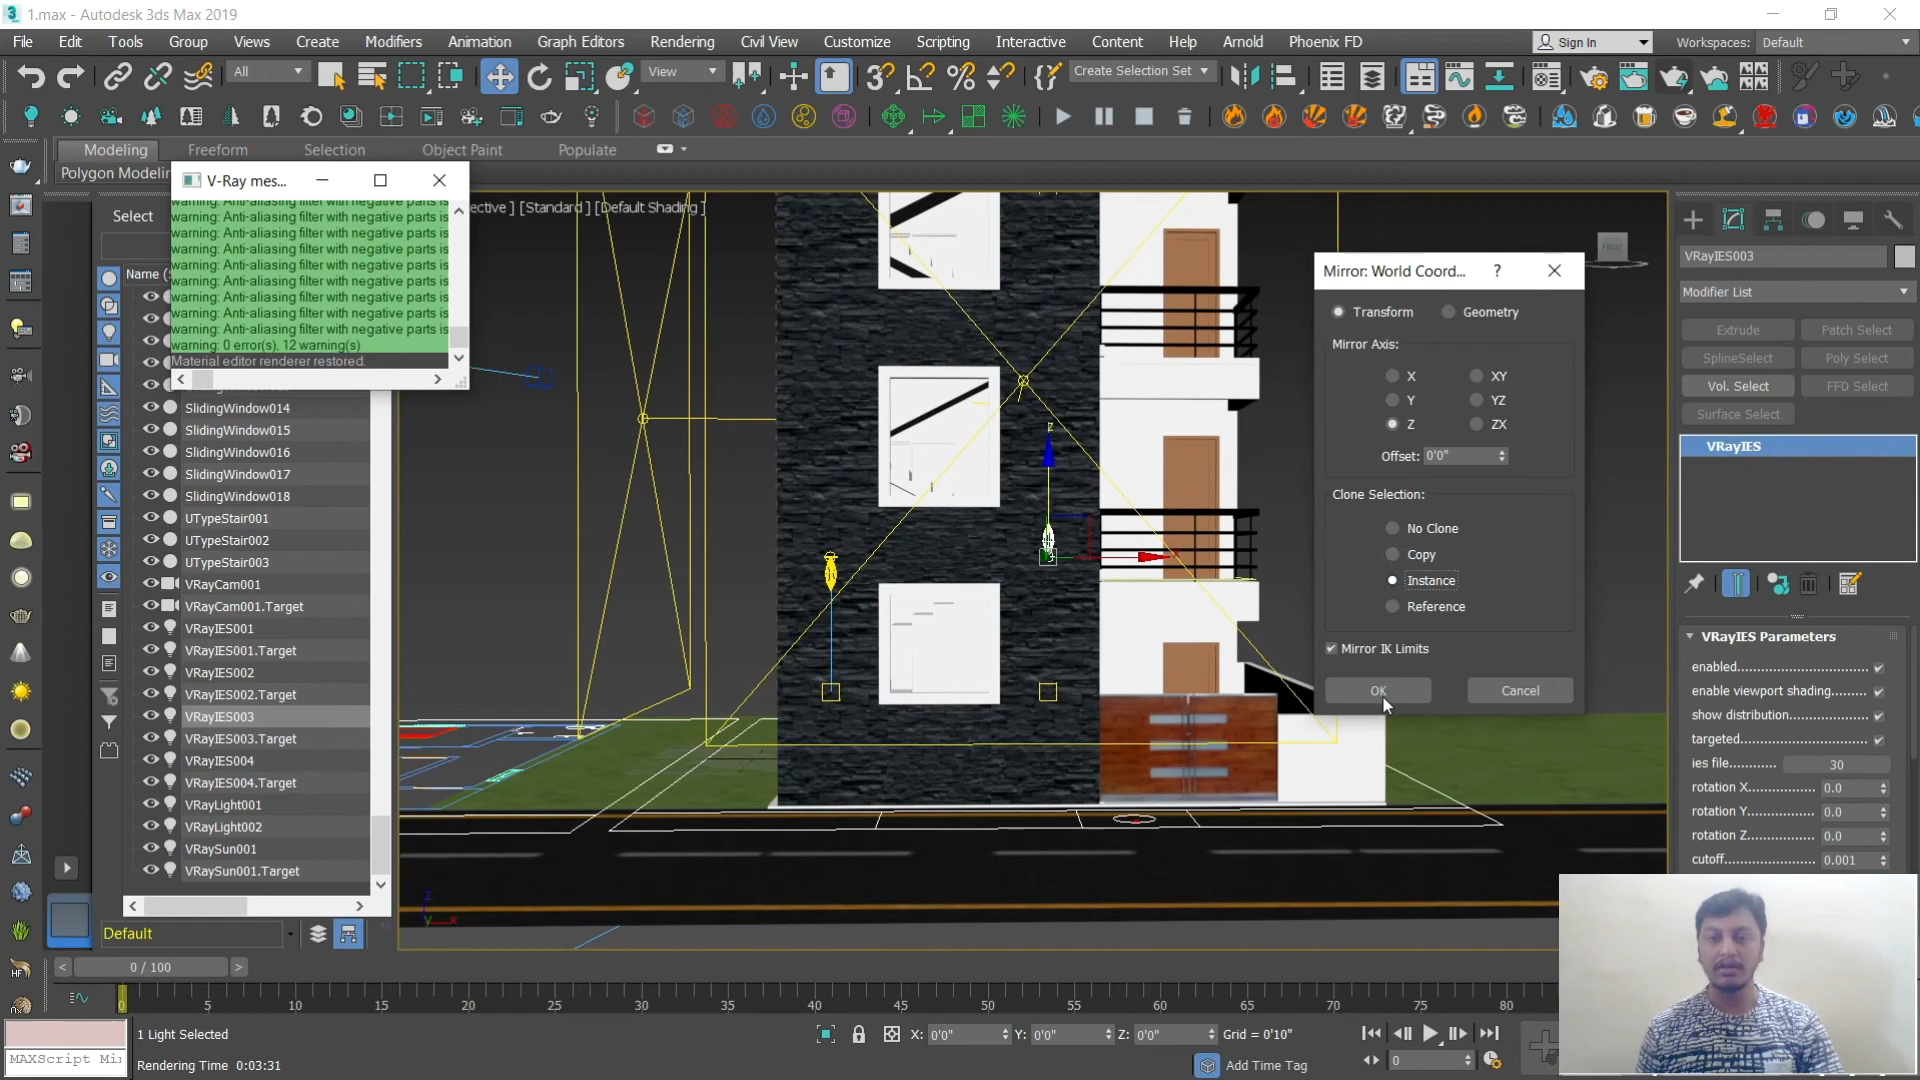 1.max - Autodesk 3ds Max 2019
File Edit Tools Group Views Create Modifiers Animation Graph Editors Rendering Civil View Customize Scripting Interactive Content Help Arnold Phoenix FD Sign In Workspaces: Default
All View Create Selection Set
Modeling Freeform Selection Object Paint Populate
Polygon Modelin
V-Ray mes...
warning: Anti-aliasing filter with negative parts is
warning: Anti-aliasing filter with negative parts is
warning: Anti-aliasing filter with negative parts is
warning: Anti-aliasing filter with negative parts is
warning: Anti-aliasing filter with negative parts is
warning: Anti-aliasing filter with negative parts is
warning: Anti-aliasing filter with negative parts is
warning: Anti-aliasing filter with negative parts is
warning: Anti-aliasing filter with negative parts is
warning: 0 error(s), 12 warning(s)
Material editor renderer restored.
Select
Name (
SlidingWindow014
SlidingWindow015
SlidingWindow016
SlidingWindow017
SlidingWindow018
UTypeStair001
UTypeStair002
UTypeStair003
VRayCam001
VRayCam001.Target
VRayIES001
VRayIES001.Target
VRayIES002
VRayIES002.Target
VRayIES003
VRayIES003.Target
VRayIES004
VRayIES004.Target
VRayLight001
VRayLight002
VRaySun001
VRaySun001.Target
Default
ective ] [Standard ] [Default Shading ]
z
x
z
y x
FRONT
Mirror: World Coord... ?
Transform Geometry
Mirror Axis:
X XY
Y YZ
Z ZX
Offset: 0'0"
Clone Selection:
No Clone
Copy
Instance
Reference
Mirror IK Limits
OK Cancel
VRayIES003
Modifier List
Extrude Patch Select
SplineSelect Poly Select
Vol. Select FFD Select
Surface Select
VRayIES
VRayIES Parameters
enabled
enable viewport shading
show distribution
targeted
ies file 30
rotation X 0.0
rotation Y 0.0
rotation Z 0.0
cutoff 0.001
< 0 / 100 >
0 5 10 15 20 25 30 35 40 45 50 55 60 65 70 75 80
1 Light Selected
X: 0'0" Y: 0'0" Z: 0'0" Grid = 0'10"
MAXScript Mi
Rendering Time 0:03:31
Add Time Tag
0